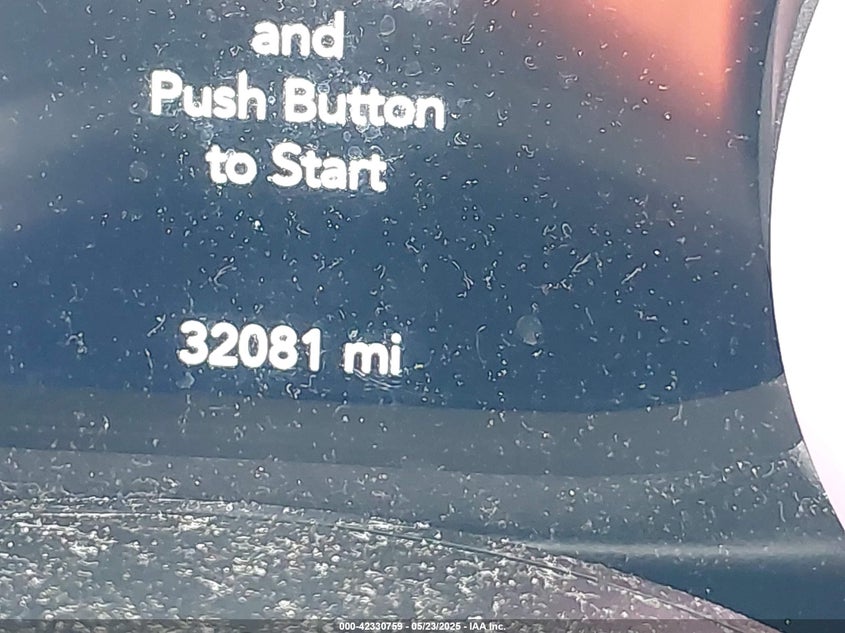 and
Push Button
to Start
32081 mi
000-42330759 - 05/23/2025 - IAA Inc.